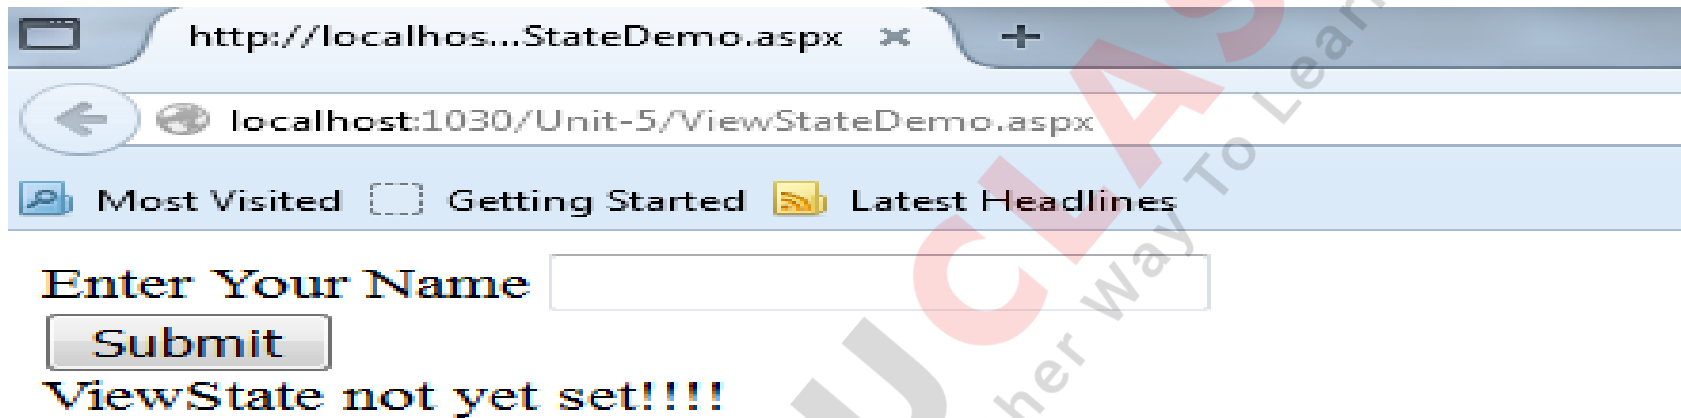 http://localhos...StateDemo.aspx
localhost:1030/Unit-5/ViewStateDemo.aspx
Most Visited Getting Started Latest Headlines
Enter Your Name
Submit
ViewState not yet set!!!!